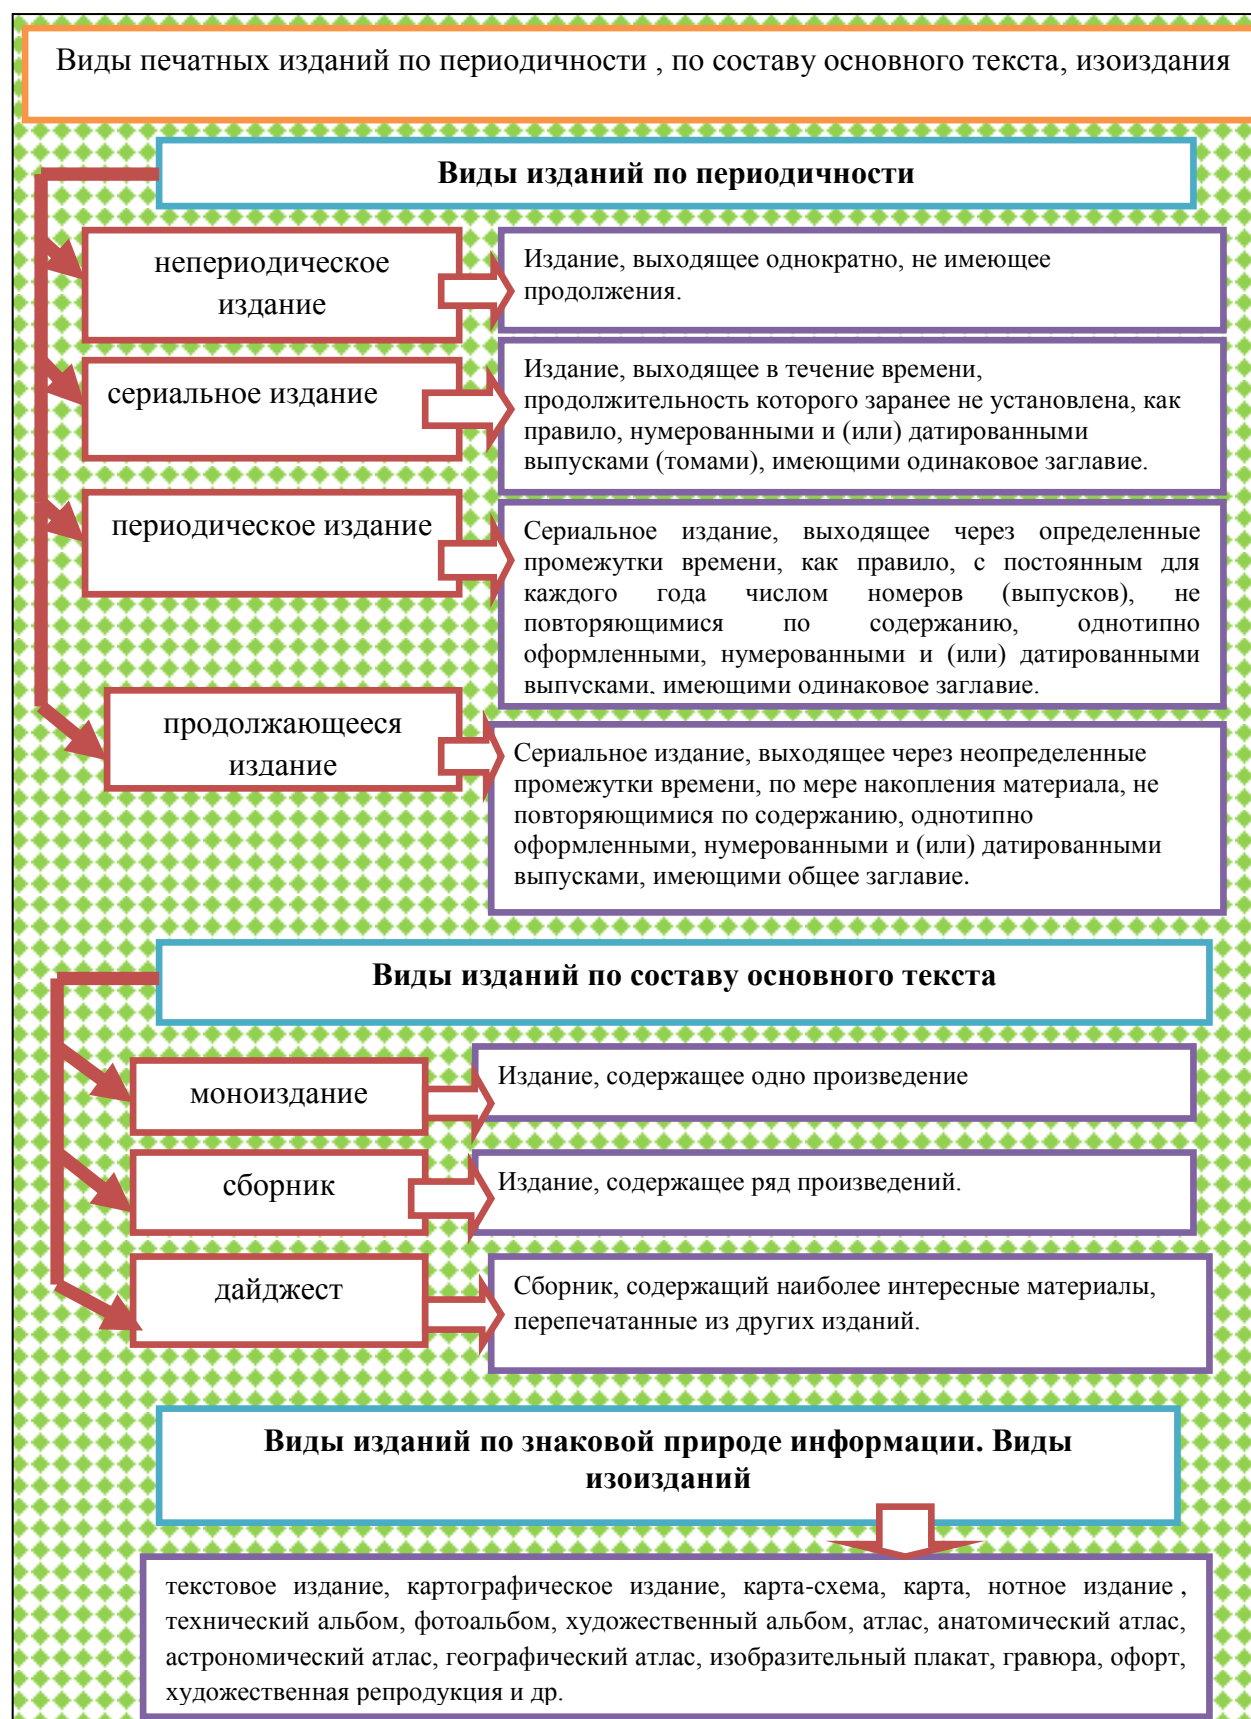 Виды печатных изданий по периодичности , по составу основного текста, изоиздания
Виды изданий по периодичности
непериодическое
издание
Издание, выходящее однократно, не имеющее
продолжения.
сериальное издание
Издание, выходящее в течение времени,
продолжительность которого заранее не установлена, как
правило, нумерованными и (или) датированными
выпусками (томами), имеющими одинаковое заглавие.
периодическое издание
Сериальное издание, выходящее через определенные
промежутки времени, как правило, с постоянным для
каждого года числом номеров (выпусков), не
повторяющимися по содержанию, однотипно
оформленными, нумерованными и (или) датированными
выпусками, имеющими одинаковое заглавие.
продолжающееся
издание
Сериальное издание, выходящее через неопределенные
промежутки времени, по мере накопления материала, не
повторяющимися по содержанию, однотипно
оформленными, нумерованными и (или) датированными
выпусками, имеющими общее заглавие.
Виды изданий по составу основного текста
моноиздание
Издание, содержащее одно произведение
сборник
Издание, содержащее ряд произведений.
дайджест
Сборник, содержащий наиболее интересные материалы,
перепечатанные из других изданий.
Виды изданий по знаковой природе информации. Виды
изоизданий
текстовое издание, картографическое издание, карта-схема, карта, нотное издание ,
технический альбом, фотоальбом, художественный альбом, атлас, анатомический атлас,
астрономический атлас, географический атлас, изобразительный плакат, гравюра, офорт,
художественная репродукция и др.